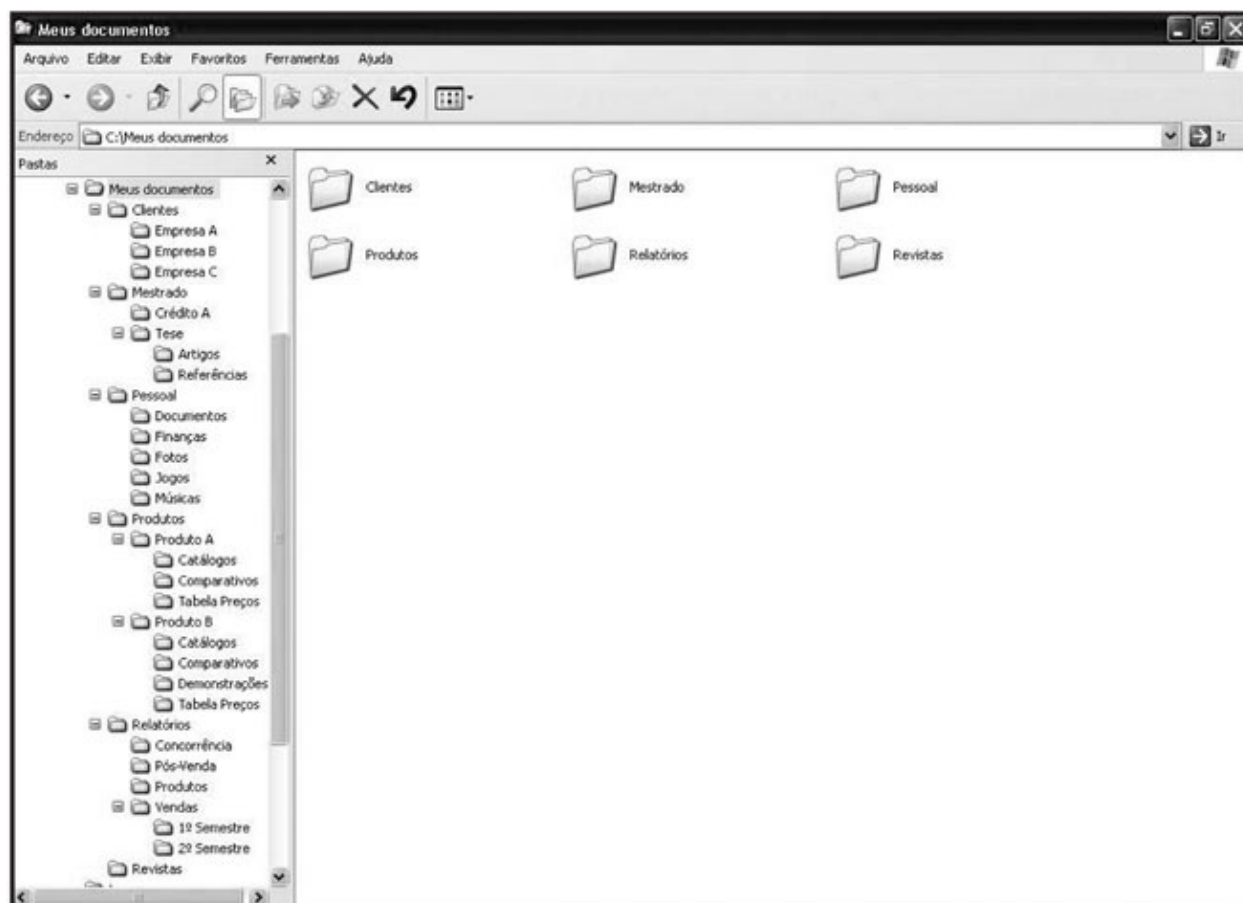 Meus documentos
Arquivo Editar Exibir Favoritos Ferramentas Ajuda
Endereço C:\Meus documentos Ir
Pastas
Meus documentos
Clientes
Empresa A
Empresa B
Empresa C
Mestrado
Crédito A
Tese
Artigos
Referências
Pessoal
Documentos
Finanças
Fotos
Jogos
Músicas
Produtos
Produto A
Catálogos
Comparativos
Tabela Preços
Produto B
Catálogos
Comparativos
Demonstrações
Tabela Preços
Relatórios
Concorrência
Pós-Venda
Produtos
Vendas
1º Semestre
2º Semestre
Revistas
Clientes Mestrado Pessoal
Produtos Relatórios Revistas